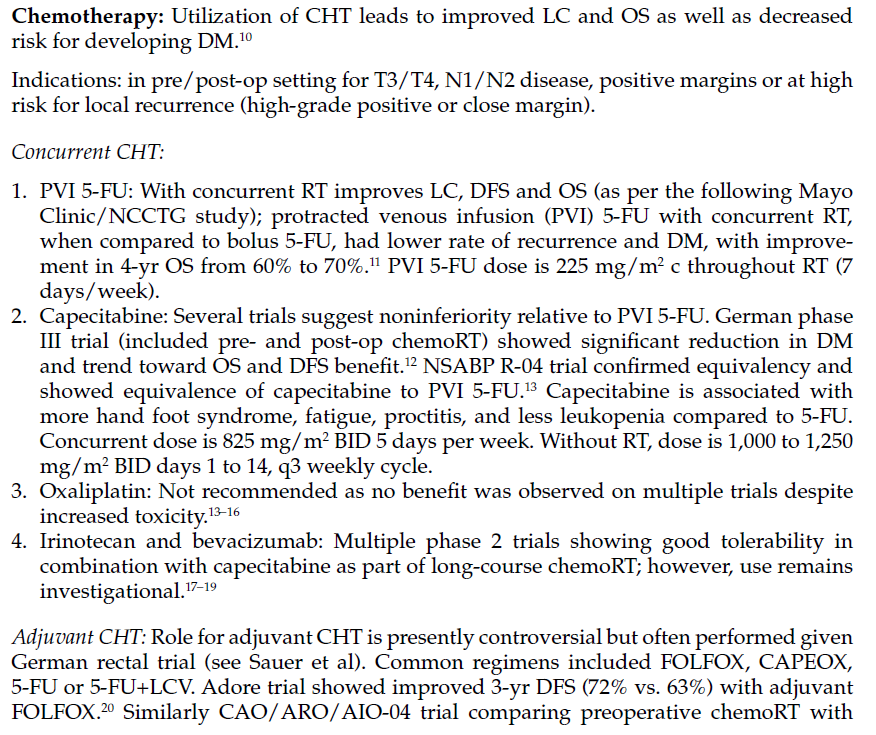 Chemotherapy: Utilization of CHT leads to improved LC and OS as well as decreased
risk for developing DM.¹⁰
Indications: in pre/post-op setting for T3/T4, N1/N2 disease, positive margins or at high
risk for local recurrence (high-grade positive or close margin).
Concurrent CHT:
1. PVI 5-FU: With concurrent RT improves LC, DFS and OS (as per the following Mayo
Clinic/NCCTG study); protracted venous infusion (PVI) 5-FU with concurrent RT,
when compared to bolus 5-FU, had lower rate of recurrence and DM, with improve-
ment in 4-yr OS from 60% to 70%.¹¹ PVI 5-FU dose is 225 mg/m² c throughout RT (7
days/week).
2. Capecitabine: Several trials suggest noninferiority relative to PVI 5-FU. German phase
III trial (included pre- and post-op chemoRT) showed significant reduction in DM
and trend toward OS and DFS benefit.¹² NSABP R-04 trial confirmed equivalency and
showed equivalence of capecitabine to PVI 5-FU.¹³ Capecitabine is associated with
more hand foot syndrome, fatigue, proctitis, and less leukopenia compared to 5-FU.
Concurrent dose is 825 mg/m² BID 5 days per week. Without RT, dose is 1,000 to 1,250
mg/m² BID days 1 to 14, q3 weekly cycle.
3. Oxaliplatin: Not recommended as no benefit was observed on multiple trials despite
increased toxicity.¹³⁻¹⁶
4. Irinotecan and bevacizumab: Multiple phase 2 trials showing good tolerability in
combination with capecitabine as part of long-course chemoRT; however, use remains
investigational.¹⁷⁻¹⁹
Adjuvant CHT: Role for adjuvant CHT is presently controversial but often performed given
German rectal trial (see Sauer et al). Common regimens included FOLFOX, CAPEOX,
5-FU or 5-FU+LCV. Adore trial showed improved 3-yr DFS (72% vs. 63%) with adjuvant
FOLFOX.²⁰ Similarly CAO/ARO/AIO-04 trial comparing preoperative chemoRT with